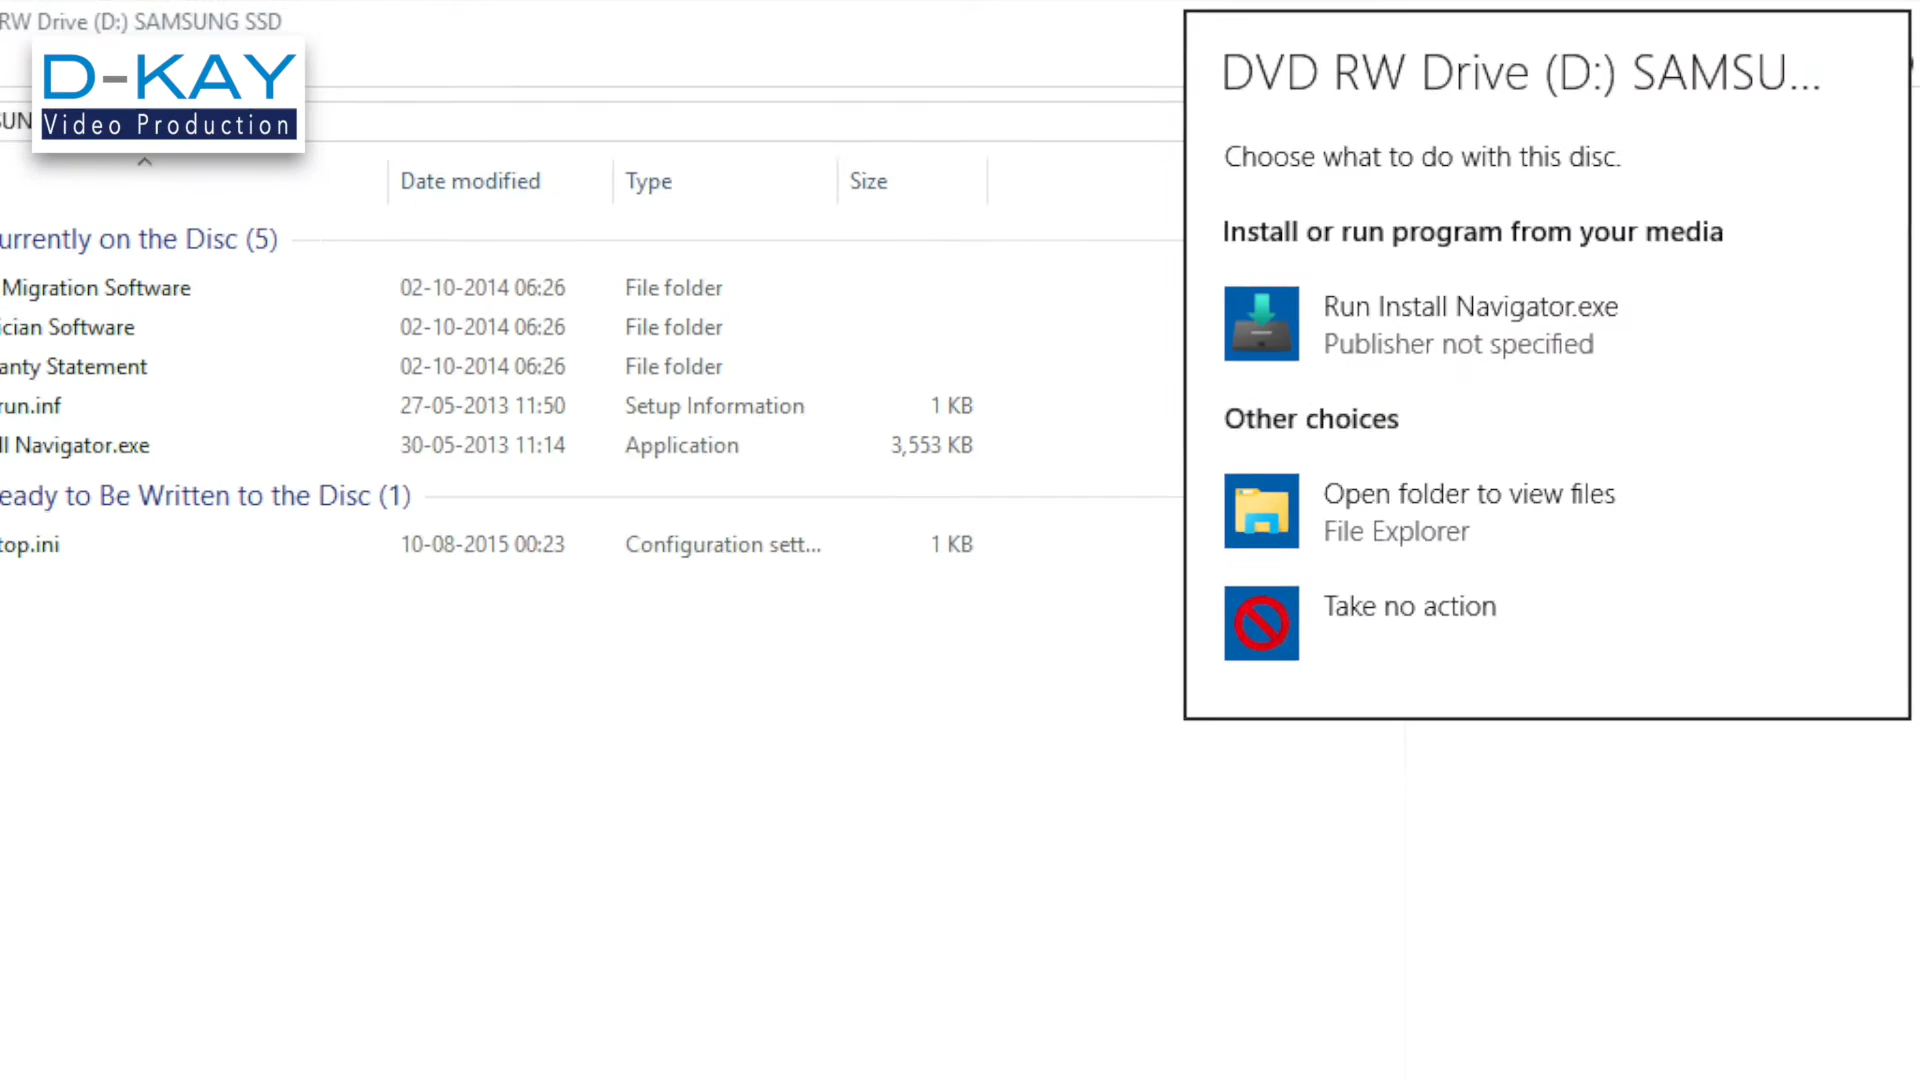 RW Drive (D:) SAMSUNG SSD
D-KAY
Video Production
SUN
Date modified
Type
Size
urrently on the Disc (5)
Migration Software 02-10-2014 06:26 File folder
ician Software 02-10-2014 06:26 File folder
anty Statement 02-10-2014 06:26 File folder
run.inf 27-05-2013 11:50 Setup Information 1 KB
ll Navigator.exe 30-05-2013 11:14 Application 3,553 KB
eady to Be Written to the Disc (1)
top.ini 10-08-2015 00:23 Configuration sett... 1 KB
DVD RW Drive (D:) SAMSU...
Choose what to do with this disc.
Install or run program from your media
Run Install Navigator.exe
Publisher not specified
Other choices
Open folder to view files
File Explorer
Take no action